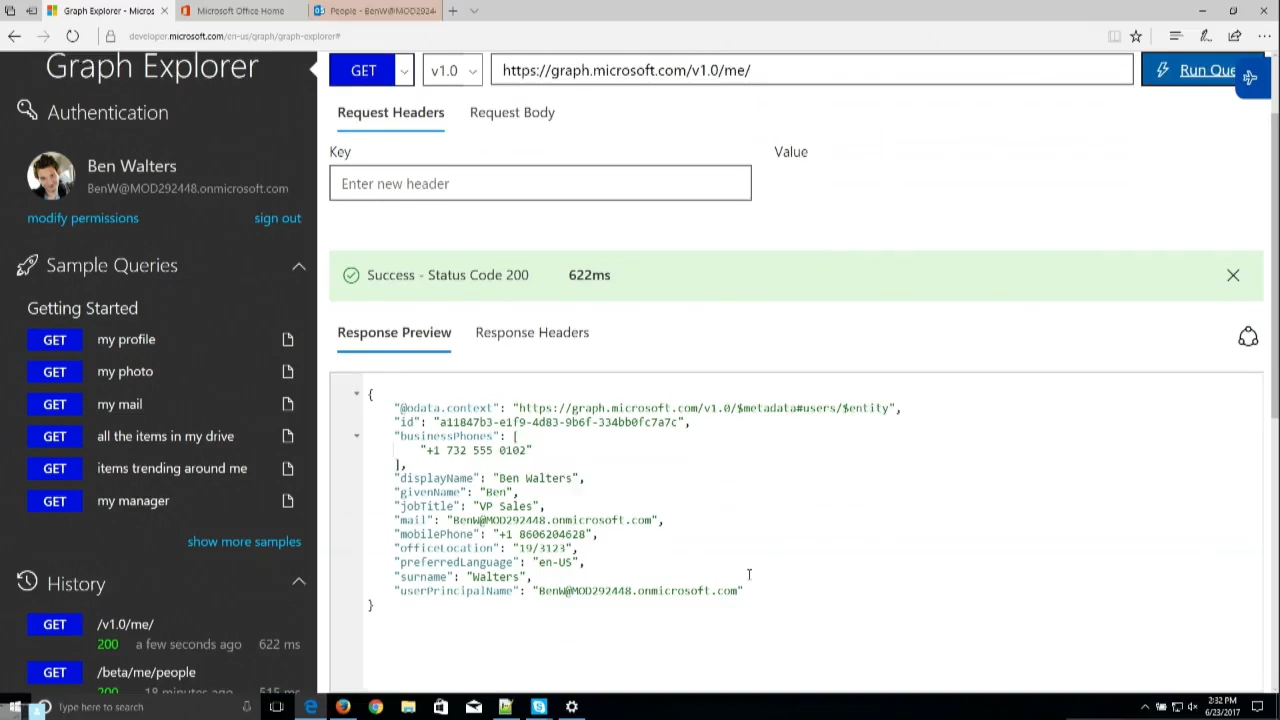 Graph Explorer - Micros
Microsoft Office Home
People - BenW@MOD2924
developer.microsoft.com/en-us/graph/graph-explorer#
Graph Explorer
Authentication
Ben Walters
BenW@MOD292448.onmicrosoft.com
modify permissions
sign out
Sample Queries
Getting Started
GET my profile
GET my photo
GET my mail
GET all the items in my drive
GET items trending around me
GET my manager
show more samples
History
GET /v1.0/me/
200 a few seconds ago 622 ms
GET /beta/me/people
200 18 minutes ago 515 ms
GET v1.0 https://graph.microsoft.com/v1.0/me/ Run Que
Request Headers Request Body
Key Value
Enter new header
Success - Status Code 200 622ms
Response Preview Response Headers
{
"@odata.context": "https://graph.microsoft.com/v1.0/$metadata#users/$entity",
"id": "a11847b3-e1f9-4d83-9b6f-334bb0fc7a7c",
"businessPhones": [
"+1 732 555 0102"
],
"displayName": "Ben Walters",
"givenName": "Ben",
"jobTitle": "VP Sales",
"mail": "BenW@MOD292448.onmicrosoft.com",
"mobilePhone": "+1 8606204628",
"officeLocation": "19/3123",
"preferredLanguage": "en-US",
"surname": "Walters",
"userPrincipalName": "BenW@MOD292448.onmicrosoft.com"
}
Type here to search
2:32 PM
6/23/2017